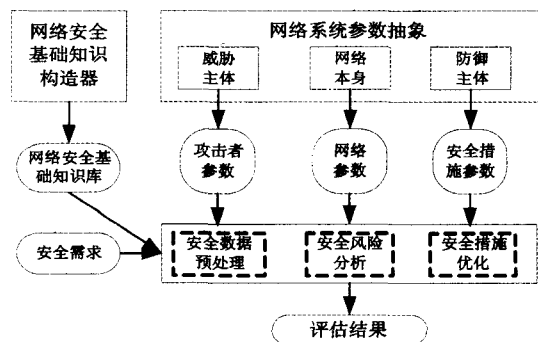 网络安全
基础知识
构造器
网络系统参数抽象
威胁
主体
网络
本身
防御
主体
网络安全基
础知识库
攻击者
参数
网络
参数
安全措
施参数
安全需求
安全数据
预处理
安全风险
分析
安全措施
优化
评估结果